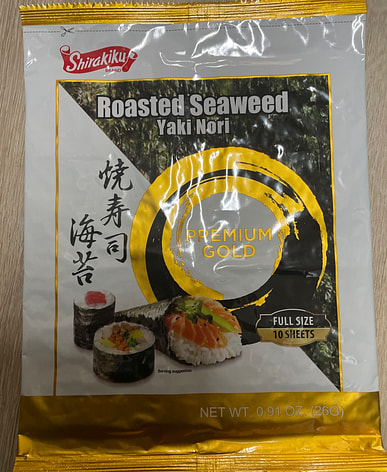 Shirakiku
BRAND
Roasted Seaweed
Yaki Nori
焼寿司
海苔
PREMIUM
GOLD
FULL SIZE
10 SHEETS
Serving suggestion
NET WT. 0.91 OZ. (26G)